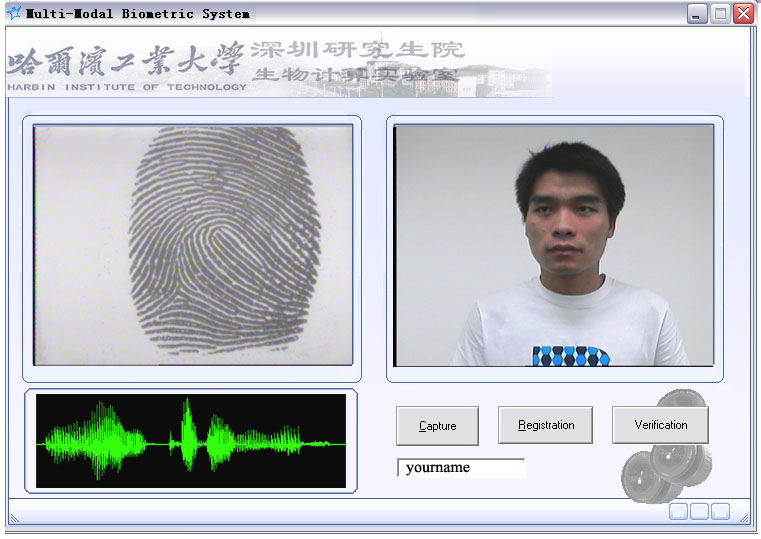 Multi-Modal Biometric System
哈爾濱工業大學 深圳研究生院
HARBIN INSTITUTE OF TECHNOLOGY 生物计算实验室
Capture Registration Verification
yourname